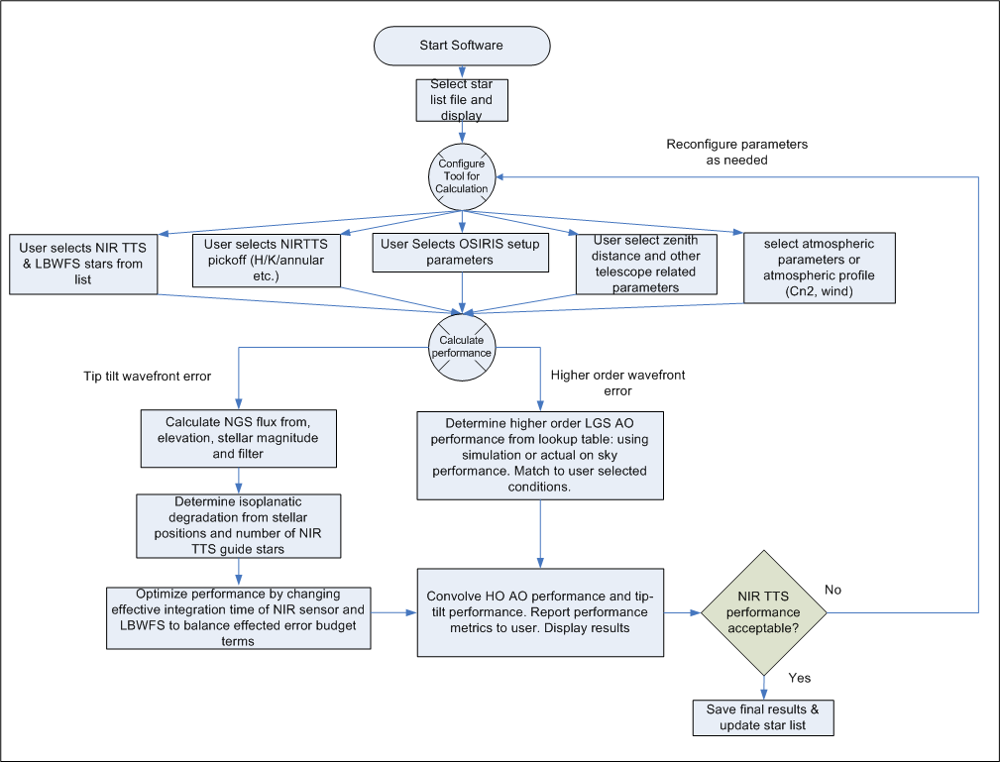 Start Software
Select star
list file and
display
Reconfigure parameters
as needed
Configure
Tool for
Calculation
User selects NIR TTS
& LBWFS stars from
list
User selects NIRTTS
pickoff (H/K/annular
etc.)
User Selects OSIRIS setup
parameters
User select zenith
distance and other
telescope related
parameters
select atmospheric
parameters or
atmospheric profile
(Cn2, wind)
Calculate
performance
Tip tilt wavefront error
Higher order wavefront
error
Calculate NGS flux from,
elevation, stellar magnitude
and filter
Determine higher order LGS AO
performance from lookup table: using
simulation or actual on sky
performance. Match to user selected
conditions.
Determine isoplanatic
degradation from stellar
positions and number of NIR
TTS guide stars
Optimize performance by changing
effective integration time of NIR sensor and
LBWFS to balance effected error budget
terms
Convolve HO AO performance and tip-
tilt performance. Report performance
metrics to user. Display results
NIR TTS
performance
acceptable?
No
Yes
Save final results &
update star list